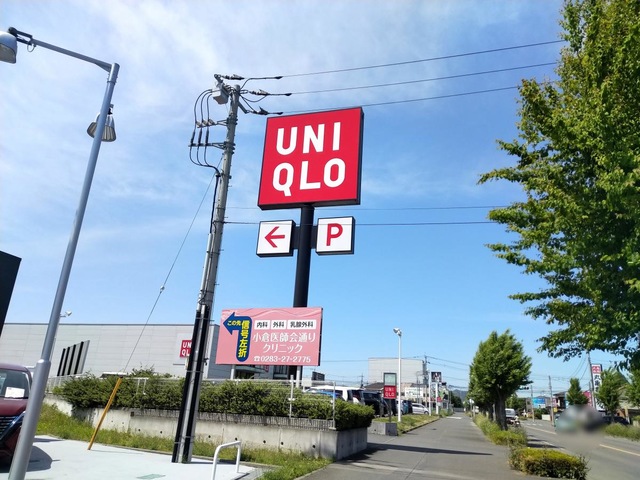 UNI
QLO
← P
この先
信号左折
内科 外科 乳腺外科
小倉医師会通り
クリニック
☎0283-27-2775